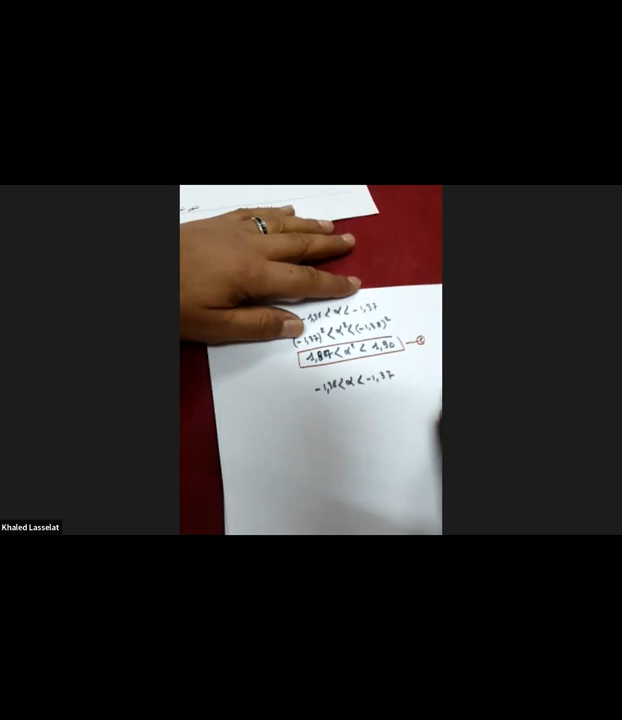 -1,38 < α < -1,37
(-1,37)² < α² < (-1,38)²
1,87 < α² < 1,90
-1,38 < α < -1,37
Khaled Lasselat